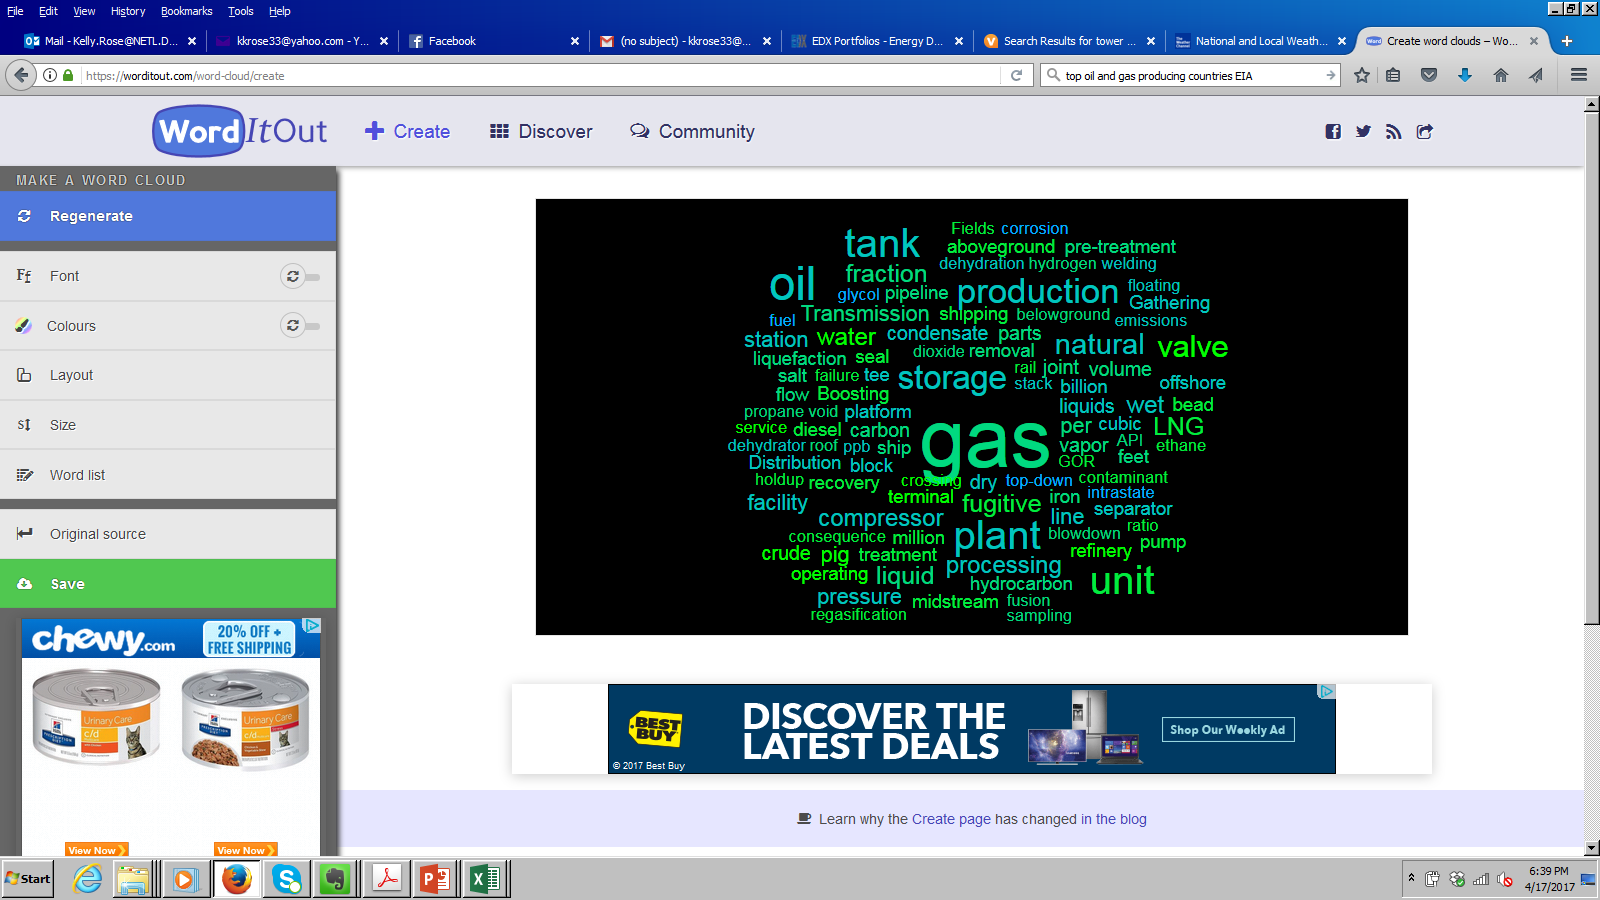 File Edit View History Bookmarks Tools Help
Mail - Kelly.Rose@NETL.D... kkrose33@yahoo.com - Y... Facebook (no subject) - kkrose33@... EDX Portfolios - Energy D... Search Results for tower ... National and Local Weath... Create word clouds – Wo...
https://worditout.com/word-cloud/create top oil and gas producing countries EIA
WordItOut Create Discover Community
MAKE A WORD CLOUD
Regenerate
Font
Colours
Layout
Size
Word list
Original source
Save
Fields corrosion
tank aboveground pre-treatment
dehydration hydrogen welding
oil fraction
glycol pipeline production floating
Gathering
fuel Transmission shipping belowground emissions
station water condensate parts natural valve
liquefaction seal dioxide removal
salt failure tee storage rail joint volume
stack billion offshore
flow Boosting
propane void platform liquids wet bead
service diesel carbon gas per cubic LNG
dehydrator roof ppb ship vapor API ethane
Distribution block GOR feet
holdup recovery crossing dry top-down contaminant
facility terminal fugitive iron intrastate
compressor line separator
consequence million plant blowdown ratio
crude pig treatment refinery pump
operating liquid processing unit
hydrocarbon
pressure midstream fusion
regasification sampling
chewy.com 20% OFF +
FREE SHIPPING
Urinary Care
c/d
Urinary Care
c/d
View Now
View Now
BEST
BUY
DISCOVER THE
LATEST DEALS
Shop Our Weekly Ad
© 2017 Best Buy
Learn why the Create page has changed in the blog
Start
6:39 PM
4/17/2017